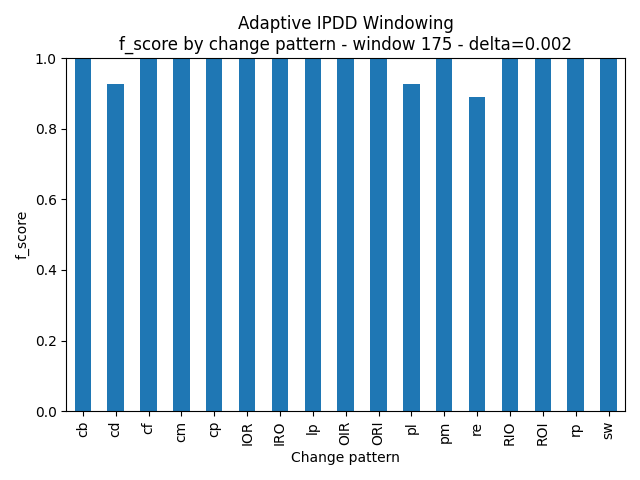 Adaptive IPDD Windowing
f_score by change pattern - window 175 - delta=0.002
1.0
0.8
0.6
0.4
0.2
0.0
f_score
cb
cd
cf
cm
cp
IOR
IRO
lp
OIR
ORI
pl
pm
re
RIO
ROI
rp
sw
Change pattern